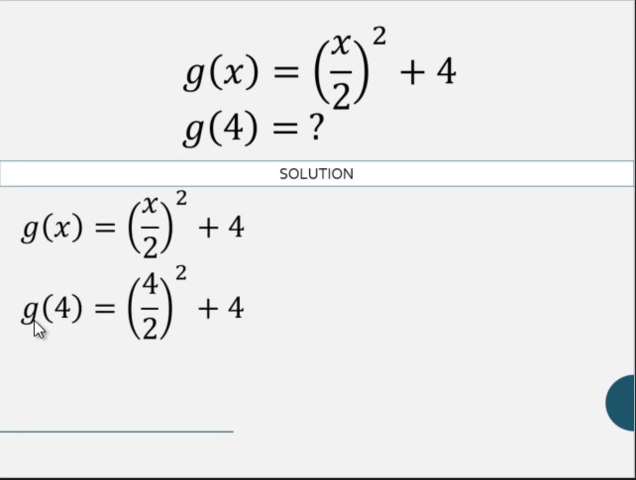 g(x) = (x/2)² + 4
g(4) = ?
SOLUTION
g(x) = (x/2)² + 4
g(4) = (4/2)² + 4